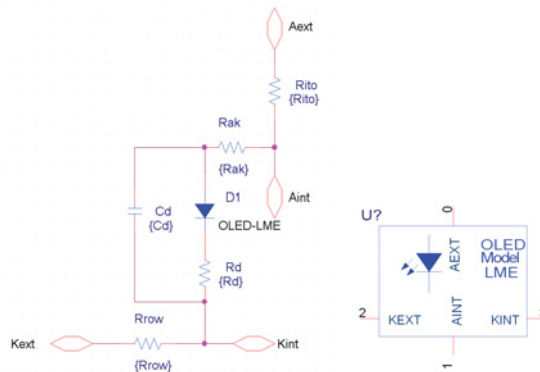 Aext
Rito
{Rito}
Rak
{Rak}
Aint
D1
OLED-LME
Cd
{Cd}
Rd
{Rd}
Rrow
{Rrow}
Kext
Kint
U?
0
AEXT
OLED
Model
LME
2
KEXT
AINT
KINT
1